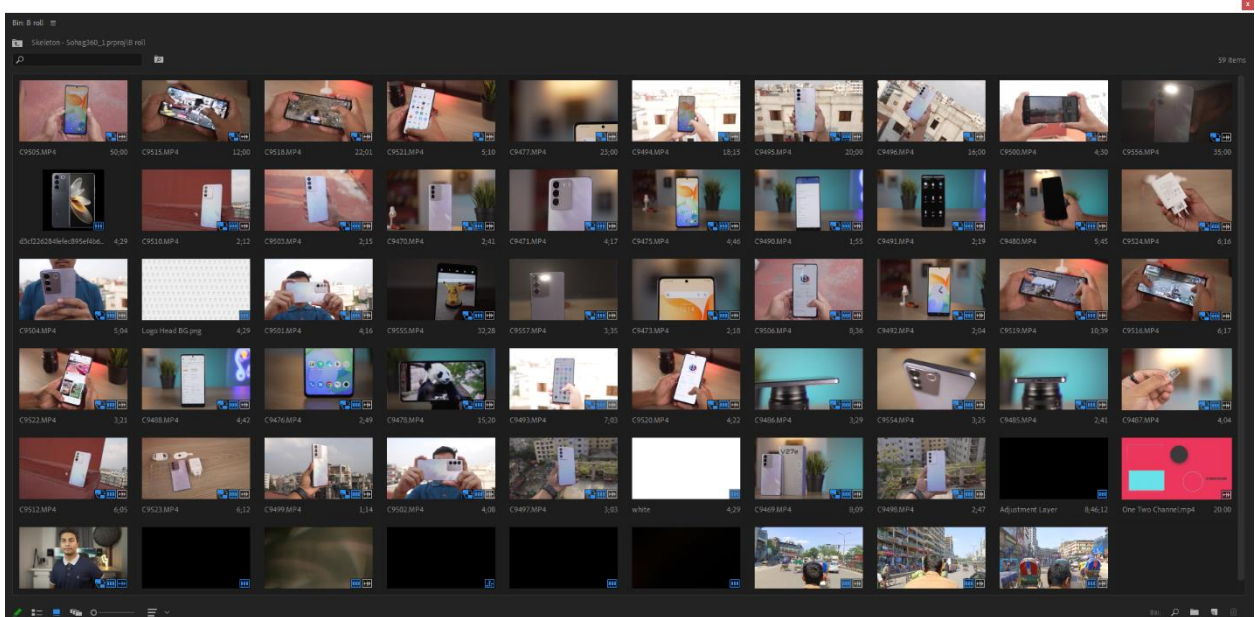 Bin: B roll
Skeleton - Sohag360_1.prproj\B roll
59 items
C9505.MP4 50;00
C9515.MP4 12;00
C9518.MP4 22;01
C9521.MP4 5;10
C9477.MP4 23;00
C9494.MP4 18;15
C9495.MP4 20;00
C9496.MP4 16;00
C9500.MP4 4;30
C9556.MP4 35;00
4;29
C9510.MP4 2;12
C9503.MP4 2;15
C9470.MP4 2;41
C9471.MP4 4;17
C9475.MP4 4;46
C9490.MP4 1;55
C9491.MP4 2;19
C9480.MP4 5;45
C9524.MP4 6;16
C9504.MP4 5;04
Logo Head BG.png 4;29
C9501.MP4 4;16
C9555.MP4 32;28
C9557.MP4 3;35
C9473.MP4 2;18
C9506.MP4 8;36
C9492.MP4 2;04
C9519.MP4 10;39
C9516.MP4 6;17
C9522.MP4 3;21
C9488.MP4 4;42
C9476.MP4 2;49
C9478.MP4 15;20
C9493.MP4 7;03
C9520.MP4 4;22
C9486.MP4 3;29
C9554.MP4 3;25
C9485.MP4 2;41
C9487.MP4 4;04
V27e
C9512.MP4 6;05
C9523.MP4 6;12
C9499.MP4 1;14
C9502.MP4 4;08
C9497.MP4 3;03
white 4;29
C9469.MP4 8;09
C9498.MP4 2;47
Adjustment Layer 8;46;12
One Two Channel.mp4 20:00
Bin